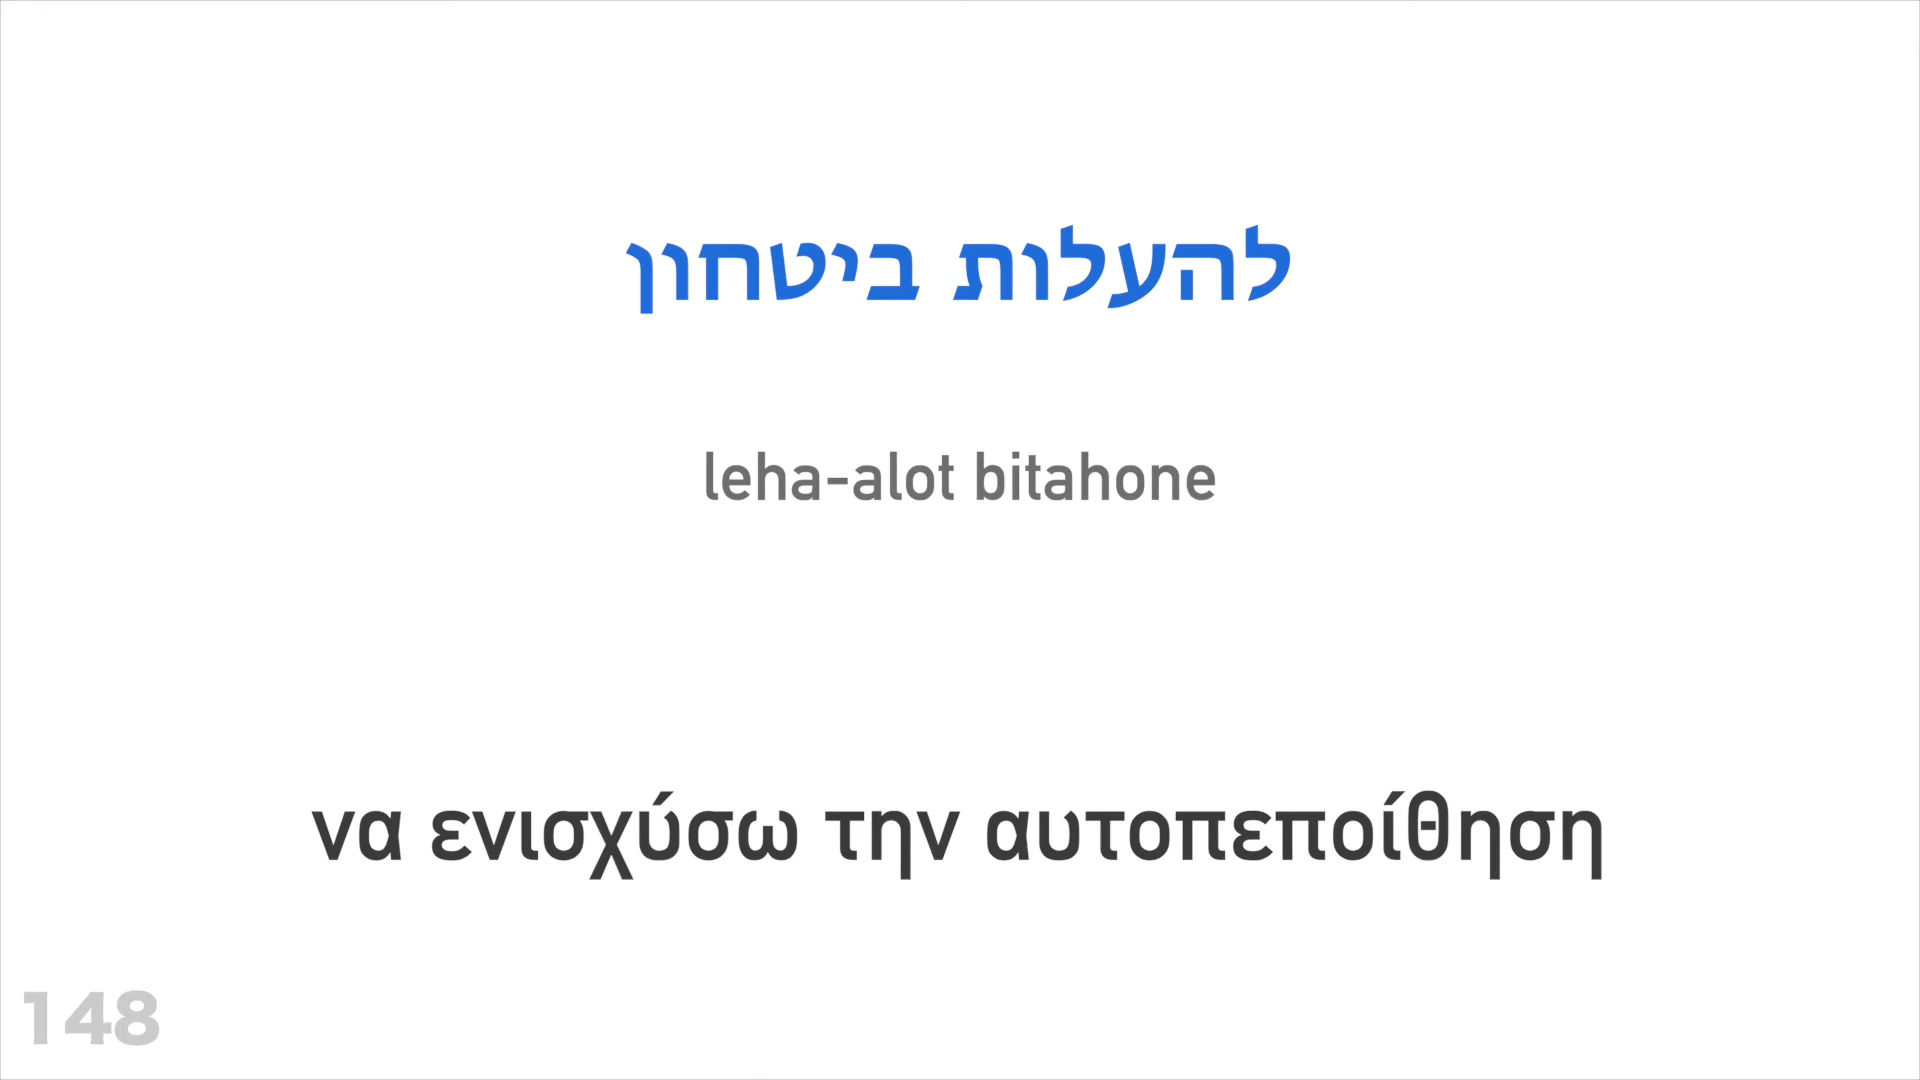 להעלות ביטחון
leha-alot bitahone
να ενισχύσω την αυτοπεποίθηση
148